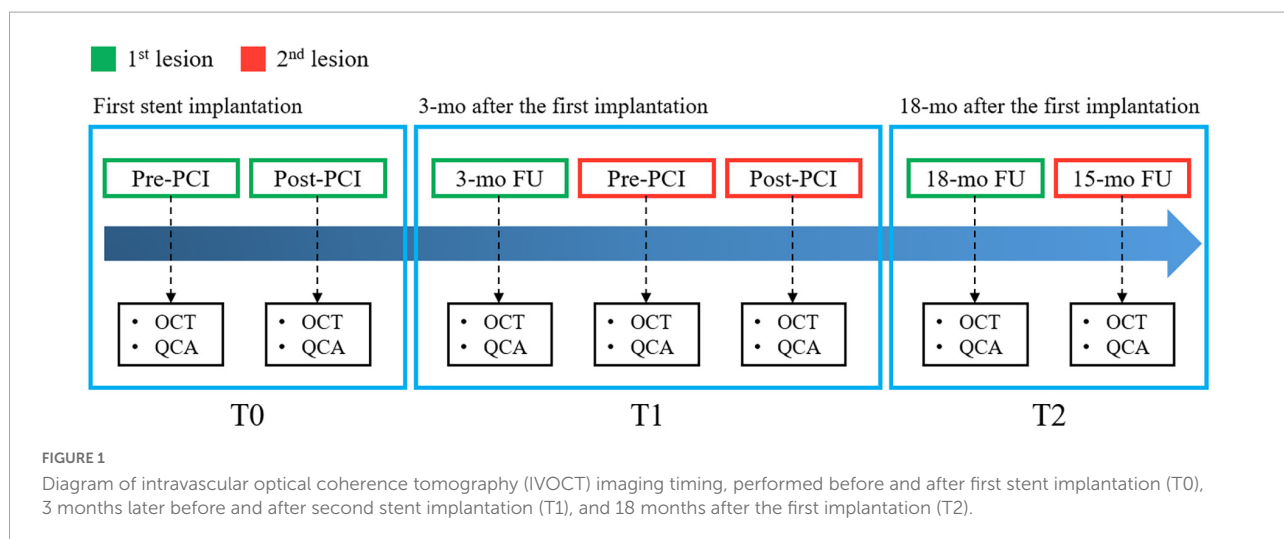 1st lesion 2nd lesion
First stent implantation 3-mo after the first implantation 18-mo after the first implantation
Pre-PCI Post-PCI 3-mo FU Pre-PCI Post-PCI 18-mo FU 15-mo FU
• OCT • OCT • OCT • OCT • OCT • OCT • OCT
• QCA • QCA • QCA • QCA • QCA • QCA • QCA
T0 T1 T2
FIGURE 1
Diagram of intravascular optical coherence tomography (IVOCT) imaging timing, performed before and after first stent implantation (T0),
3 months later before and after second stent implantation (T1), and 18 months after the first implantation (T2).